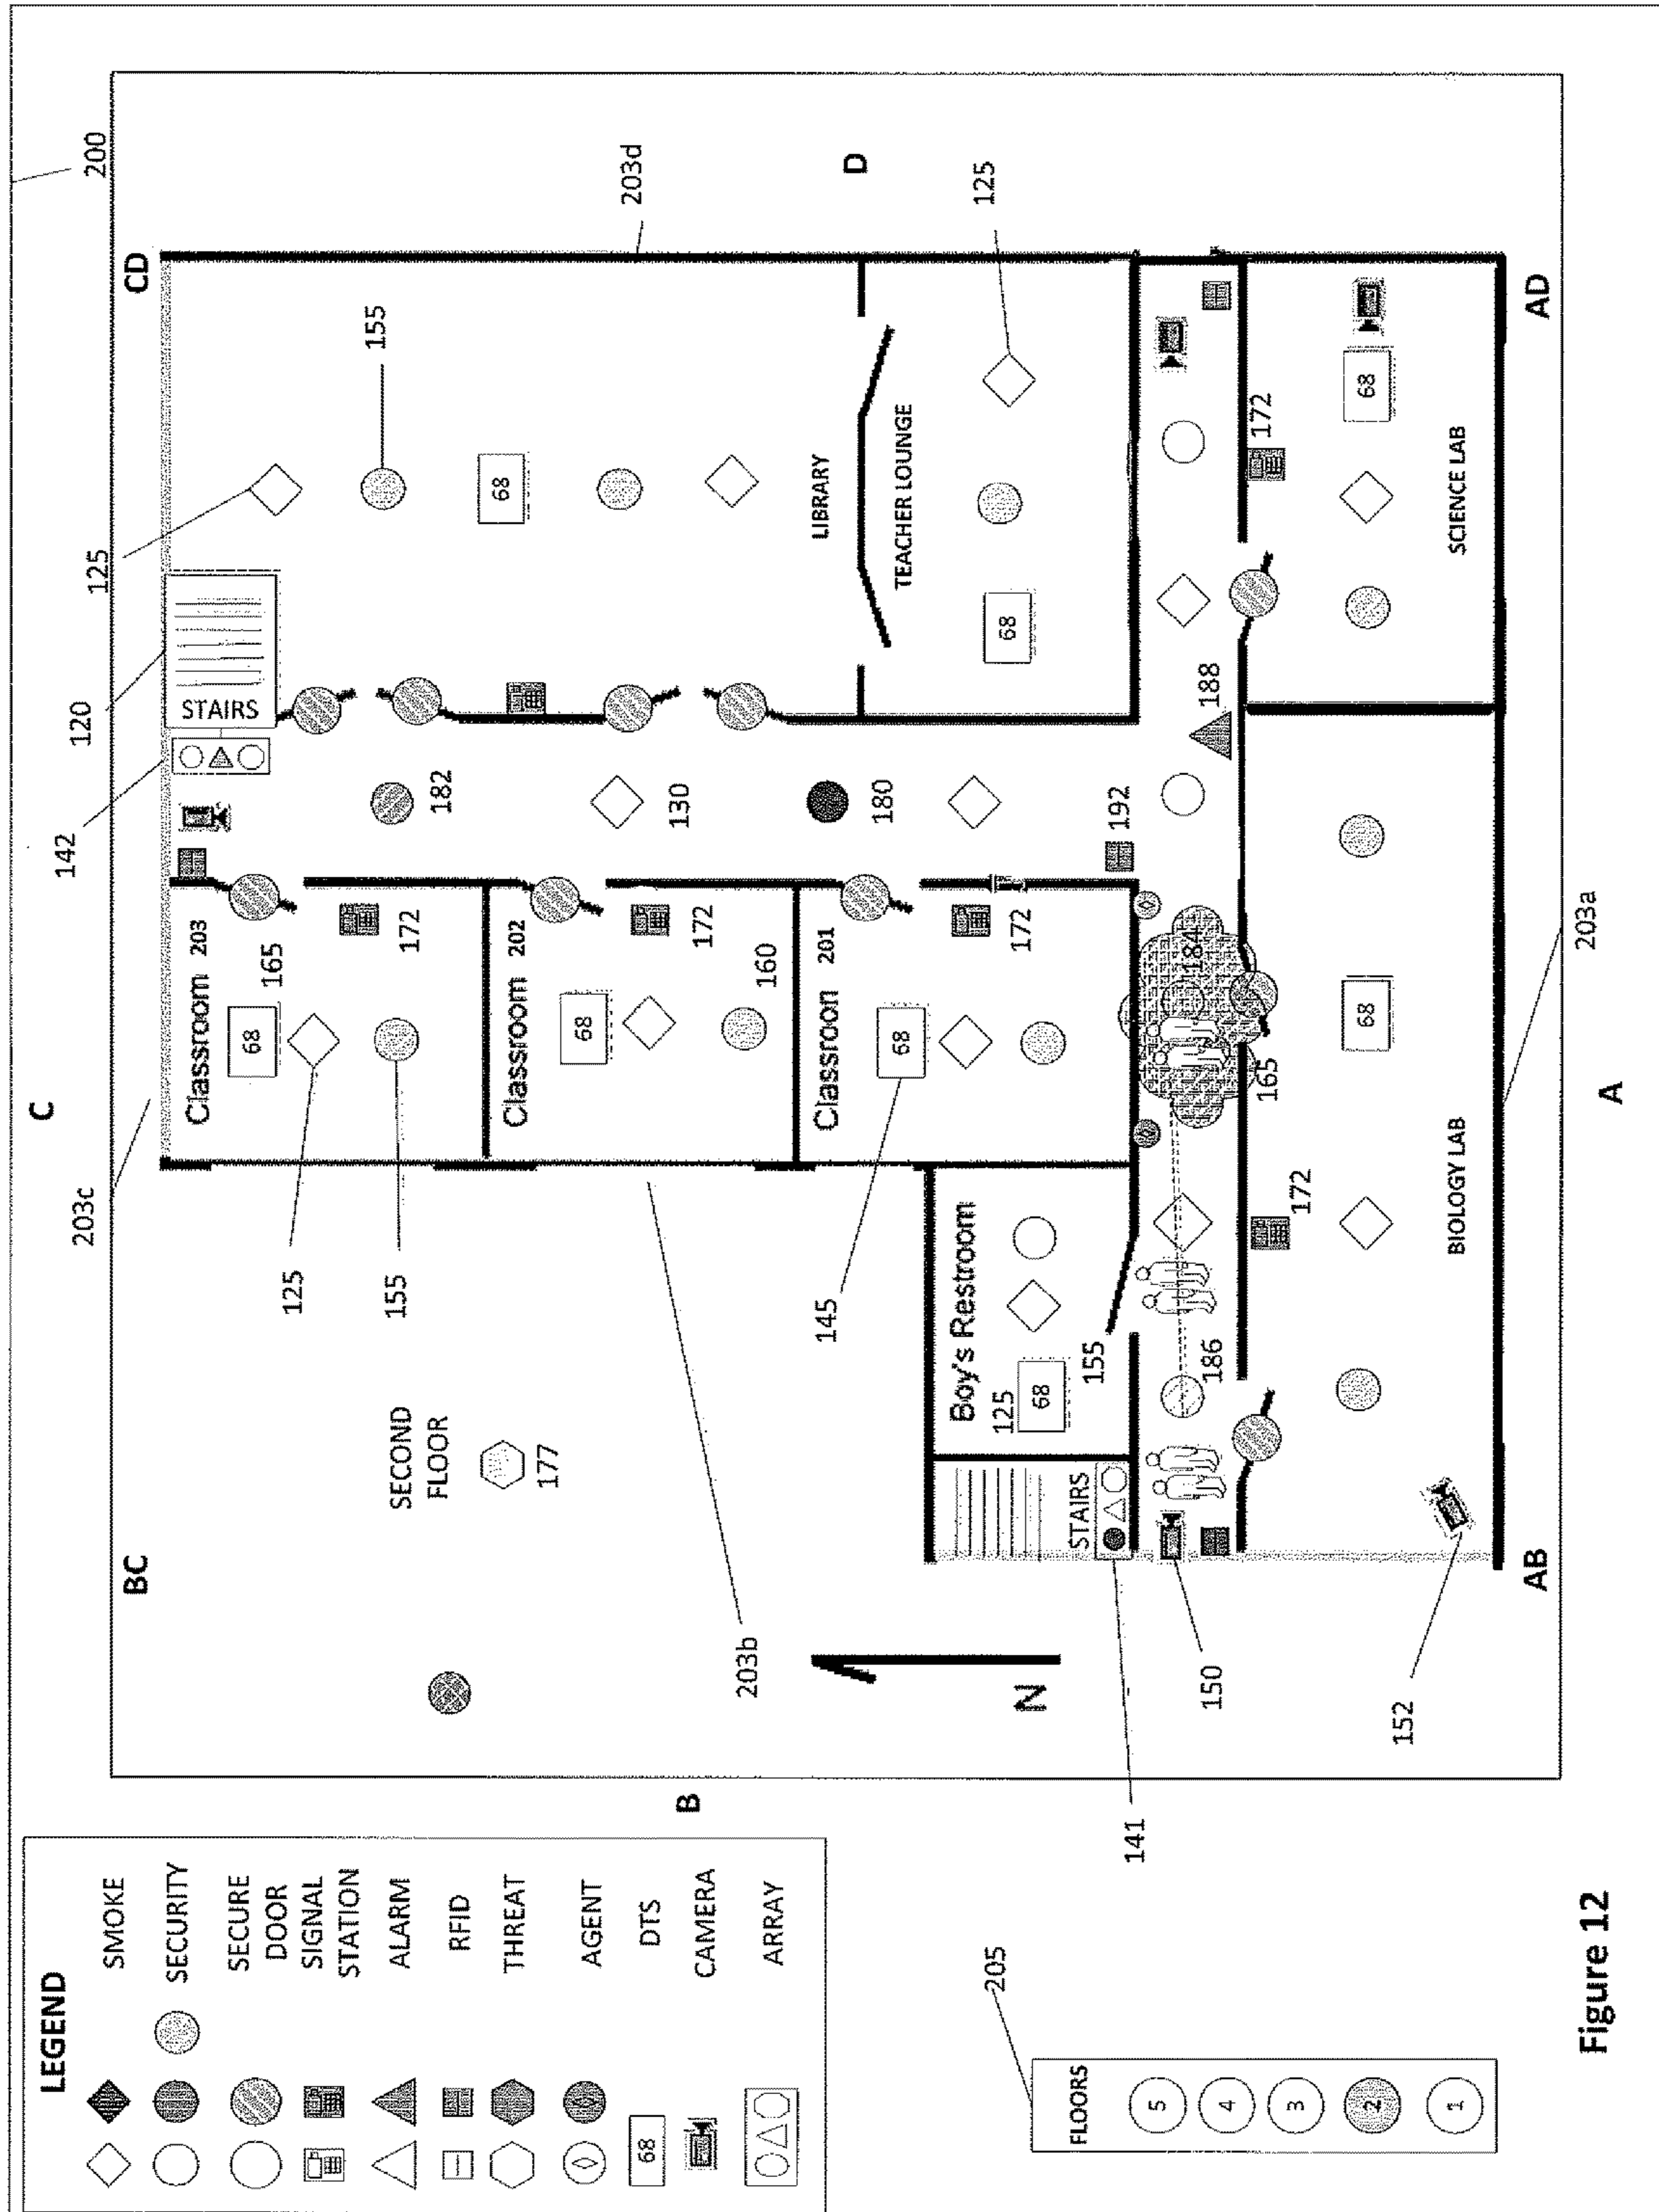 LEGEND
SMOKE
SECURITY
SECURE
DOOR
SIGNAL
STATION
ALARM
RFID
THREAT
AGENT
68 DTS
CAMERA
ARRAY
205
FLOORS
5
4
3
2
1
C
142
203c
120
125
200
BC
CD
Classroom 203
STAIRS
68
165
125
155
155
SECOND
FLOOR
172
182
68
Classroom 202
177
68
203d
130
172
B
203b
160
Classroon 201
LIBRARY
145
D
180
68
TEACHER LOUNGE
Boy's Restroom
125
125
68
172
N
68
STAIRS
155
192
141
184
188
186
150
165
172
172
68
68
152
BIOLOGY LAB
SCIENCE LAB
AB
AD
203a
A
Figure 12